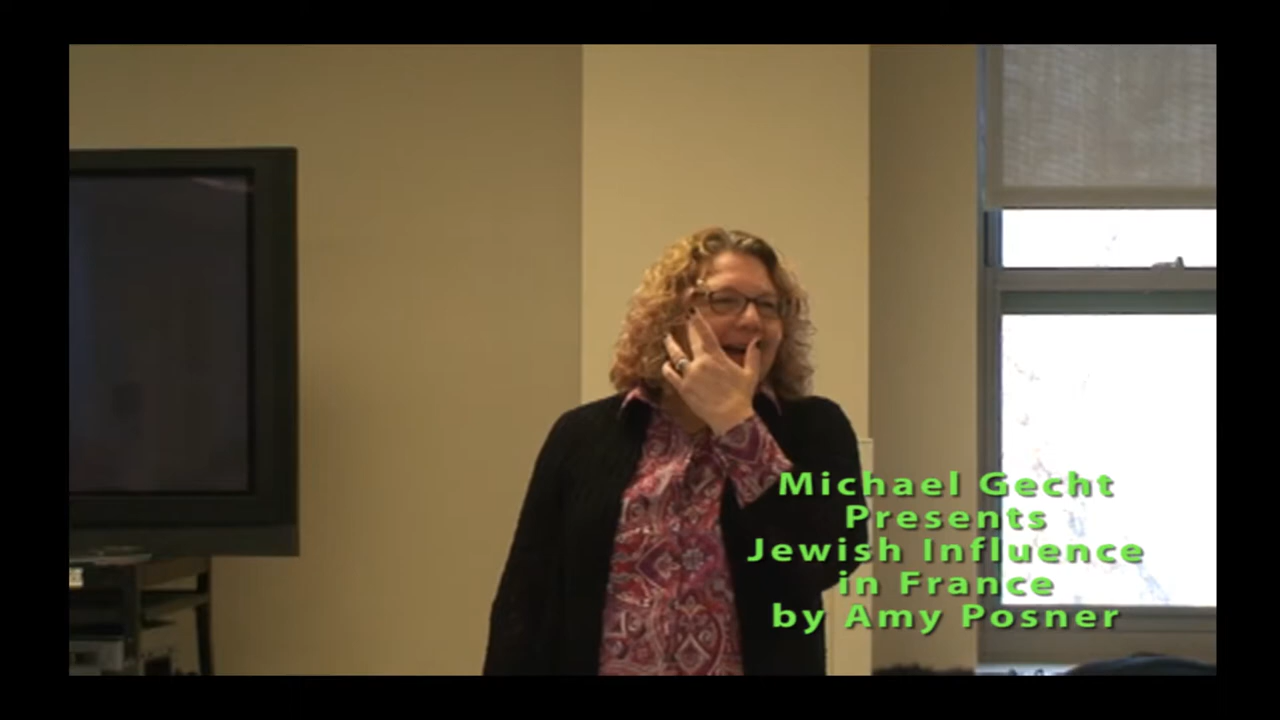 Michael Gecht
Presents
Jewish Influence
in France
by Amy Posner